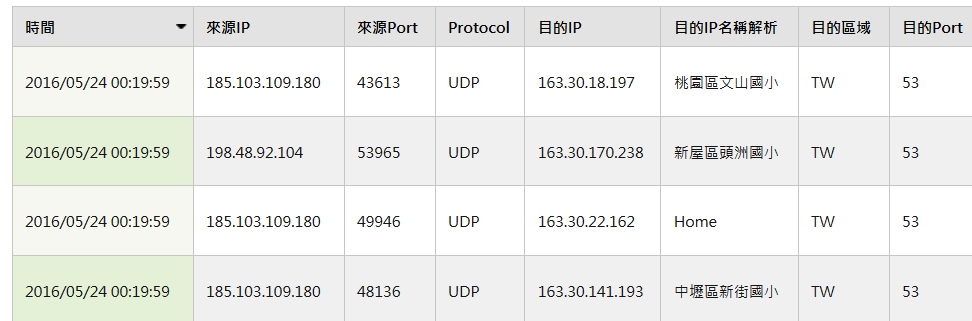 時間 來源IP 來源Port Protocol 目的IP 目的IP名稱解析 目的區域 目的Port
2016/05/24 00:19:59 185.103.109.180 43613 UDP 163.30.18.197 桃園區文山國小 TW 53
2016/05/24 00:19:59 198.48.92.104 53965 UDP 163.30.170.238 新屋區頭洲國小 TW 53
2016/05/24 00:19:59 185.103.109.180 49946 UDP 163.30.22.162 Home TW 53
2016/05/24 00:19:59 185.103.109.180 48136 UDP 163.30.141.193 中壢區新街國小 TW 53